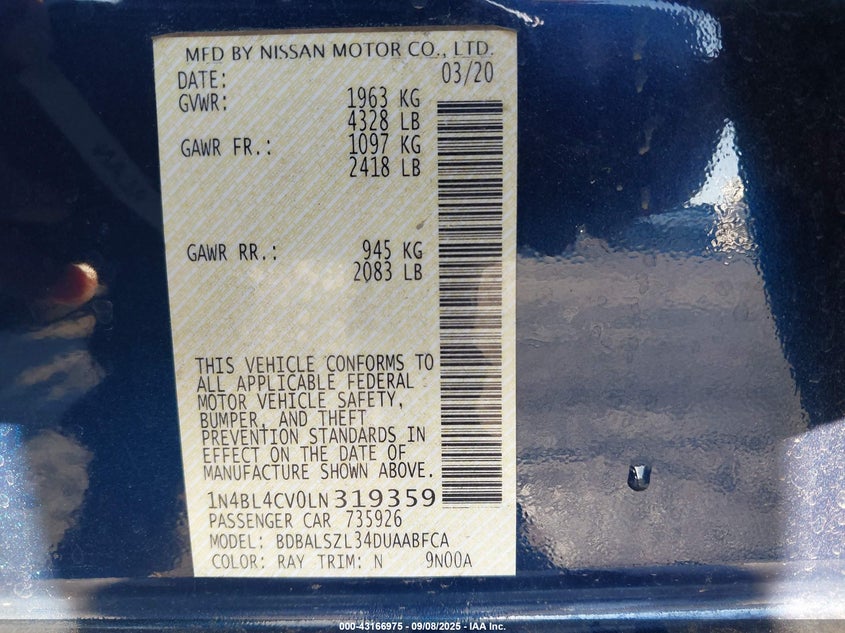 MFD BY NISSAN MOTOR CO., LTD.
DATE: 03/20
GVWR: 1963 KG
4328 LB
GAWR FR.: 1097 KG
2418 LB
GAWR RR.: 945 KG
2083 LB
THIS VEHICLE CONFORMS TO
ALL APPLICABLE FEDERAL
MOTOR VEHICLE SAFETY,
BUMPER, AND THEFT
PREVENTION STANDARDS IN
EFFECT ON THE DATE OF
MANUFACTURE SHOWN ABOVE.
1N4BL4CV0LN319359
PASSENGER CAR 735926
MODEL: BDBALSZL34DUAABFCA
COLOR: RAY TRIM: N 9N00A
000-43166975 - 09/08/2025 - IAA Inc.